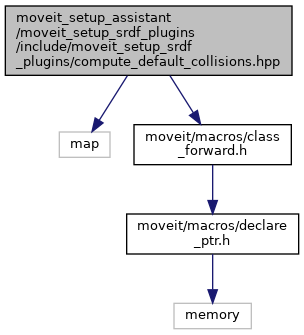 moveit_setup_assistant
/moveit_setup_srdf_plugins
/include/moveit_setup_srdf
_plugins/compute_default_collisions.hpp
map
moveit/macros/class
_forward.h
moveit/macros/declare
_ptr.h
memory